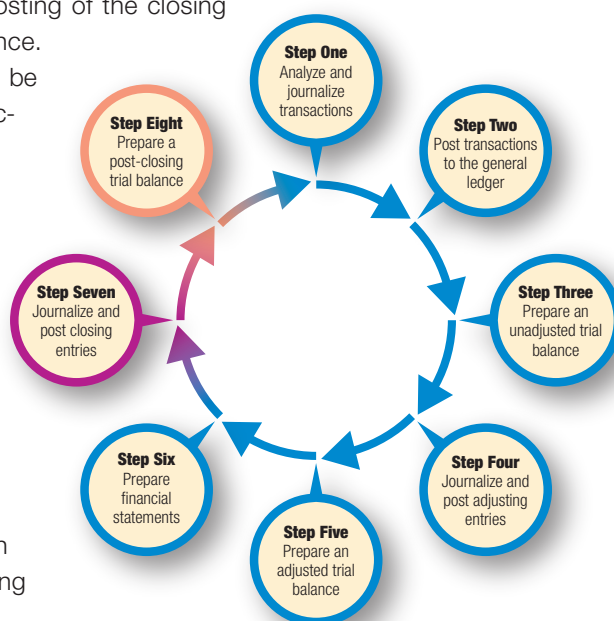 osting of the closing
nce.
be
c-
Step One
Analyze and
journalize
transactions
Step Two
Post transactions
to the general
ledger
Step Three
Prepare an
unadjusted trial
balance
Step Four
Journalize and
post adjusting
entries
Step Five
Prepare an
adjusted trial
balance
Step Six
Prepare
financial
statements
Step Seven
Journalize and
post closing
entries
Step Eight
Prepare a
post-closing
trial balance
n
ng